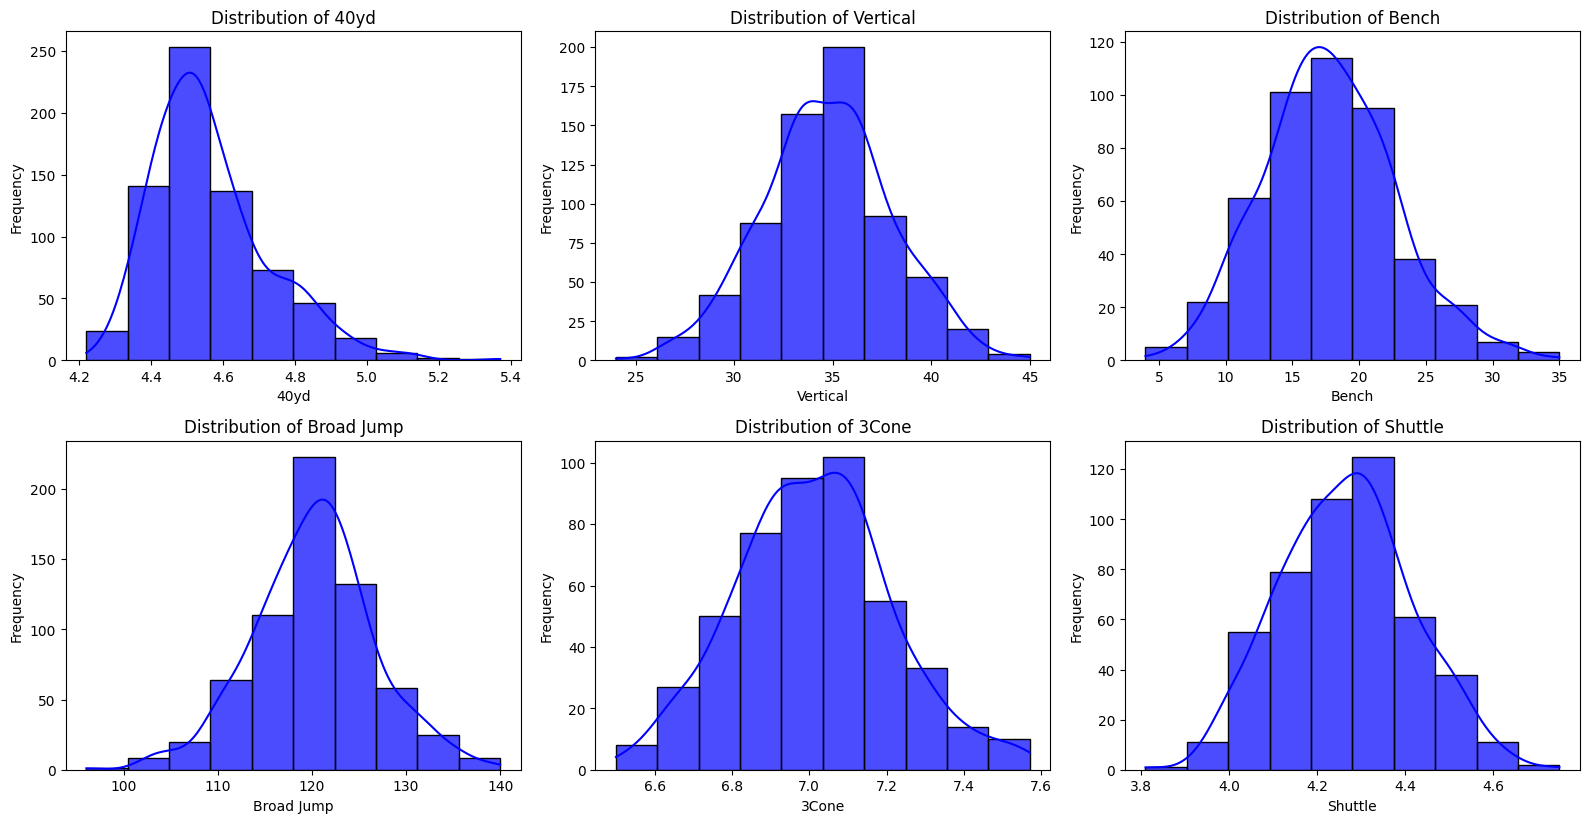 Distribution of 40yd
250
200
150
100
50
0
Frequency
4.2 4.4 4.6 4.8 5.0 5.2 5.4
40yd
Distribution of Vertical
200
175
150
125
100
75
50
25
0
Frequency
25 30 35 40 45
Vertical
Distribution of Bench
120
100
80
60
40
20
0
Frequency
5 10 15 20 25 30 35
Bench
Distribution of Broad Jump
200
150
100
50
0
Frequency
100 110 120 130 140
Broad Jump
Distribution of 3Cone
100
80
60
40
20
0
Frequency
6.6 6.8 7.0 7.2 7.4 7.6
3Cone
Distribution of Shuttle
120
100
80
60
40
20
0
Frequency
3.8 4.0 4.2 4.4 4.6
Shuttle